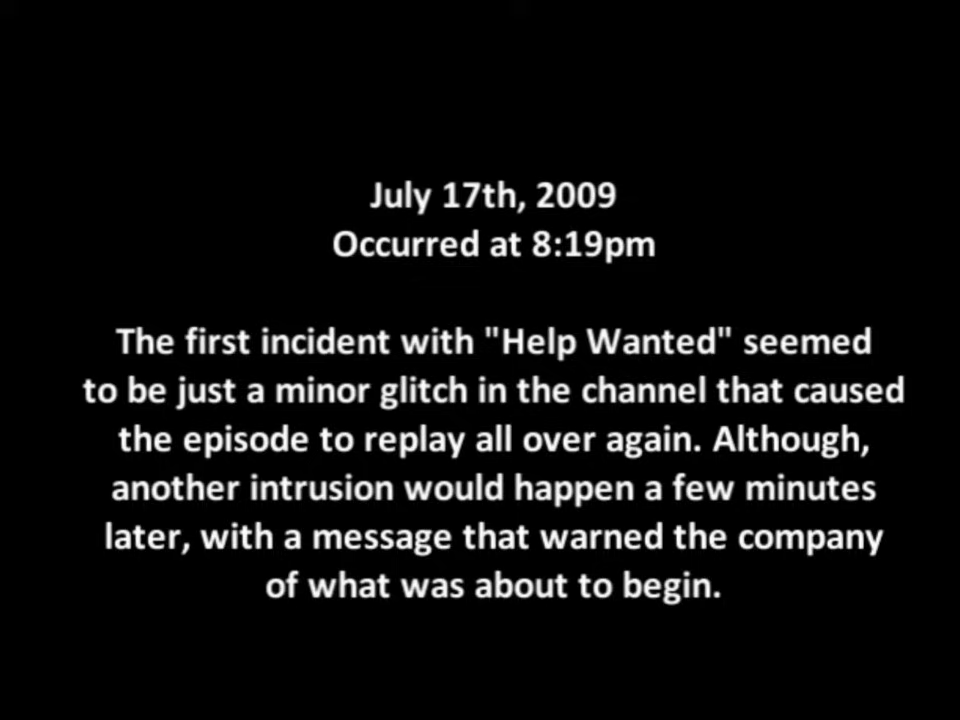 July 17th, 2009
Occurred at 8:19pm
The first incident with "Help Wanted" seemed
to be just a minor glitch in the channel that caused
the episode to replay all over again. Although,
another intrusion would happen a few minutes
later, with a message that warned the company
of what was about to begin.